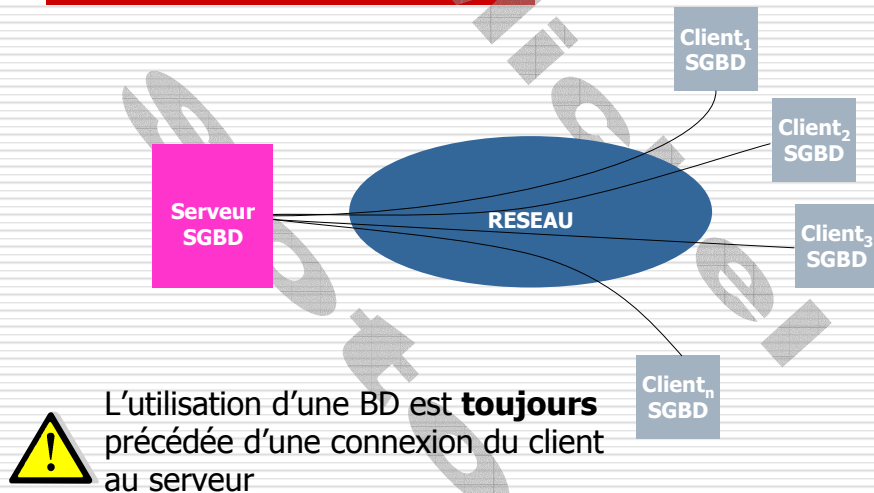 Client₁
SGBD
Client₂
SGBD
Serveur
SGBD
RESEAU
Client₃
SGBD
Clientₙ
SGBD
L'utilisation d'une BD est toujours
précédée d'une connexion du client
au serveur